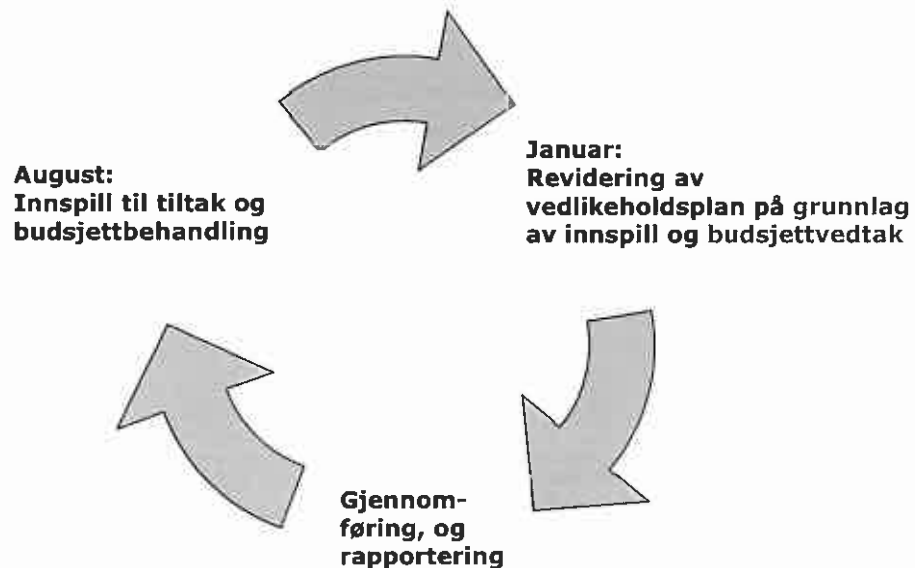 August:
Innspill til tiltak og
budsjettbehandling
Januar:
Revidering av
vedlikeholdsplan på grunnlag
av innspill og budsjettvedtak
Gjennom-
føring, og
rapportering